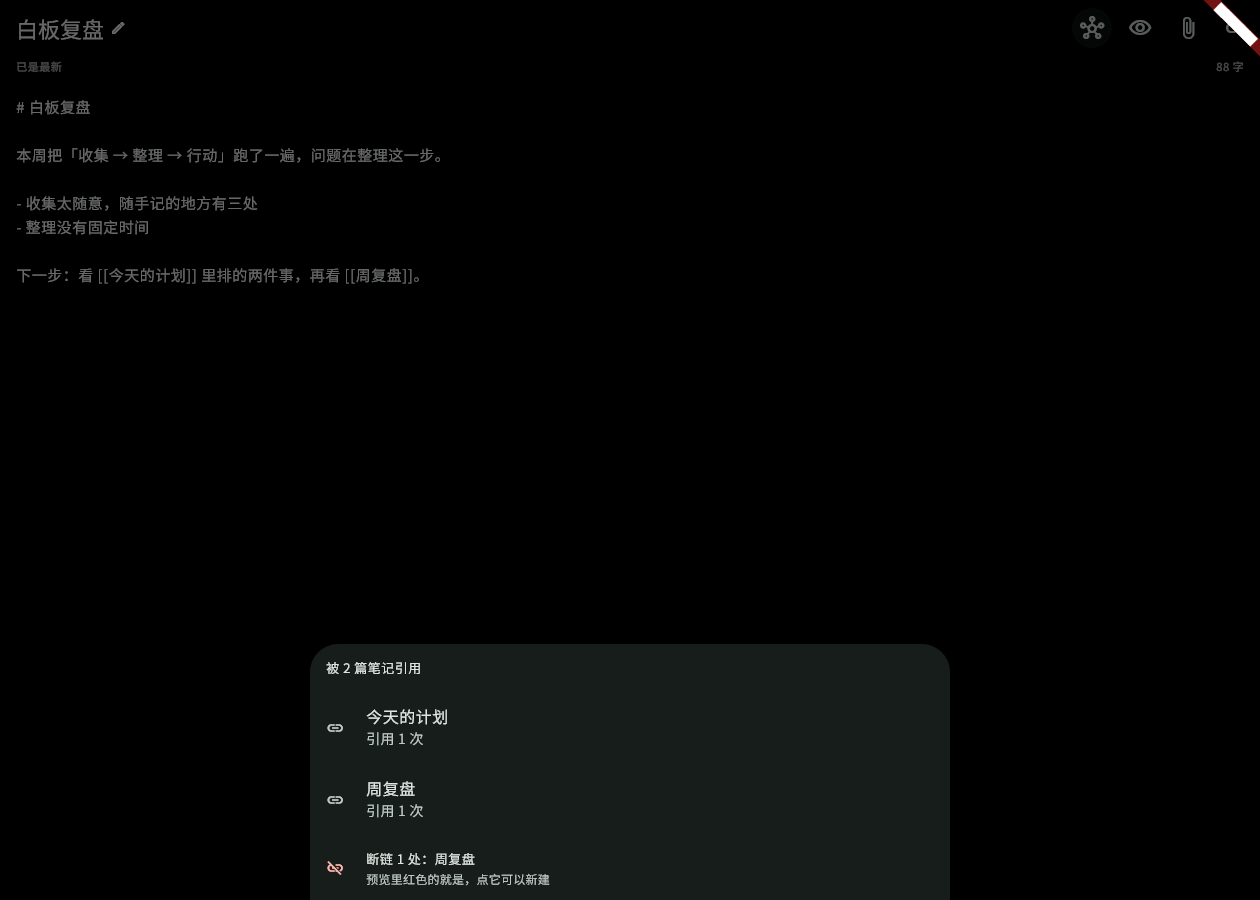 白板复盘
已是最新
88 字
# 白板复盘
本周把「收集 → 整理 → 行动」跑了一遍，问题在整理这一步。
- 收集太随意，随手记的地方有三处
- 整理没有固定时间
下一步：看 [[今天的计划]] 里排的两件事，再看 [[周复盘]]。
被 2 篇笔记引用
今天的计划
引用 1 次
周复盘
引用 1 次
断链 1 处：周复盘
预览里红色的就是，点它可以新建